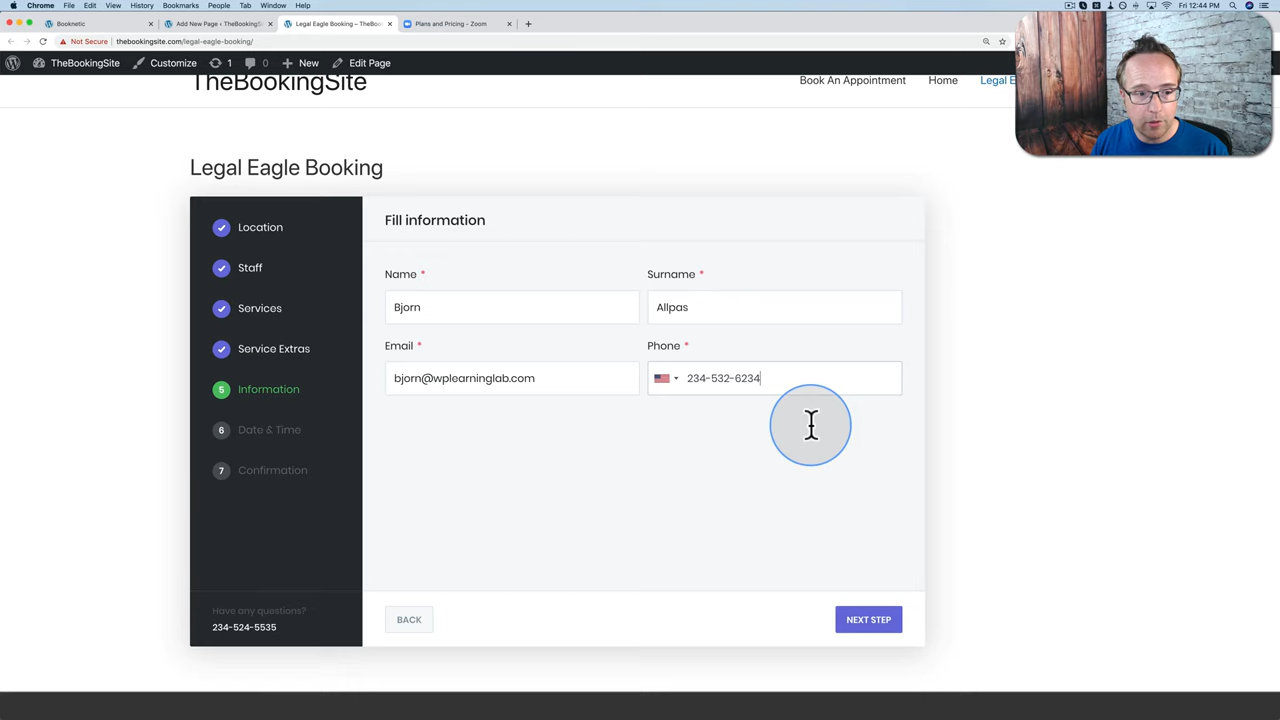 Chrome File Edit View History Bookmarks People Tab Window Help Fri 12:44 PM
Booknetic Add New Page ‹ TheBookingSi Legal Eagle Booking – TheBoo Plans and Pricing - Zoom
Not Secure thebookingsite.com/legal-eagle-booking/
TheBookingSite Customize 1 0 New Edit Page
TheBookingSite Book An Appointment Home Legal E
Legal Eagle Booking
Location
Staff
Services
Service Extras
5 Information
6 Date & Time
7 Confirmation
Have any questions?
234-524-5535
Fill information
Name * Surname *
Bjorn Allpas
Email * Phone *
bjorn@wplearninglab.com 234-532-6234
BACK NEXT STEP